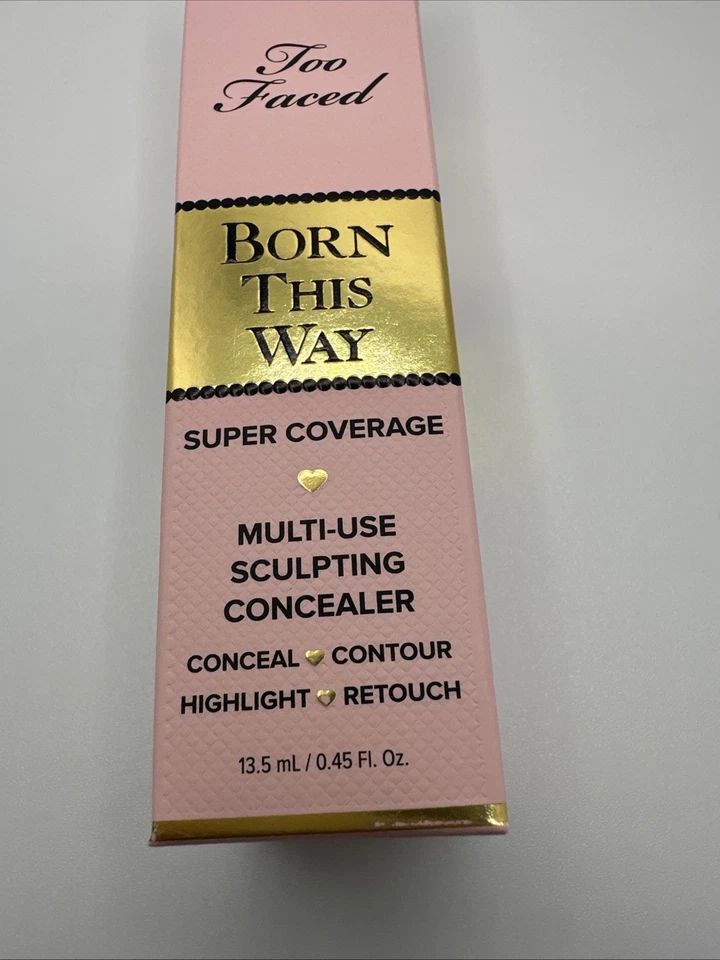 Too
Faced
BORN
THIS
WAY
SUPER COVERAGE
MULTI-USE
SCULPTING
CONCEALER
CONCEAL CONTOUR
HIGHLIGHT RETOUCH
13.5 mL / 0.45 Fl. Oz.